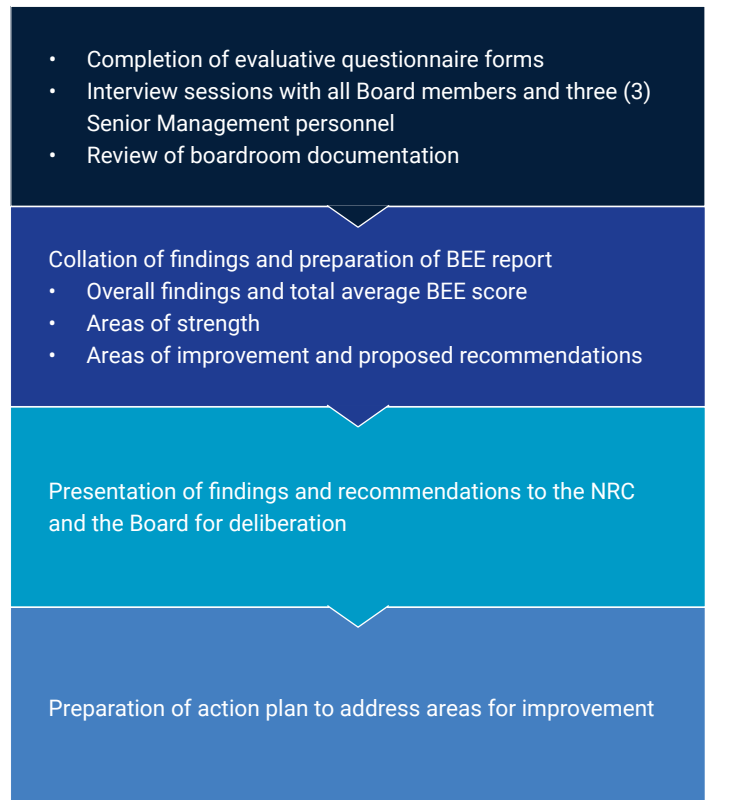 • Completion of evaluative questionnaire forms
• Interview sessions with all Board members and three (3)
Senior Management personnel
• Review of boardroom documentation
Collation of findings and preparation of BEE report
• Overall findings and total average BEE score
• Areas of strength
• Areas of improvement and proposed recommendations
Presentation of findings and recommendations to the NRC
and the Board for deliberation
Preparation of action plan to address areas for improvement